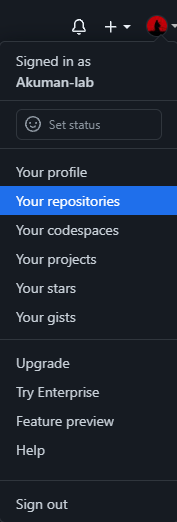 Signed in as
Akuman-lab
Set status
Your profile
Your repositories
Your codespaces
Your projects
Your stars
Your gists
Upgrade
Try Enterprise
Feature preview
Help
Sign out